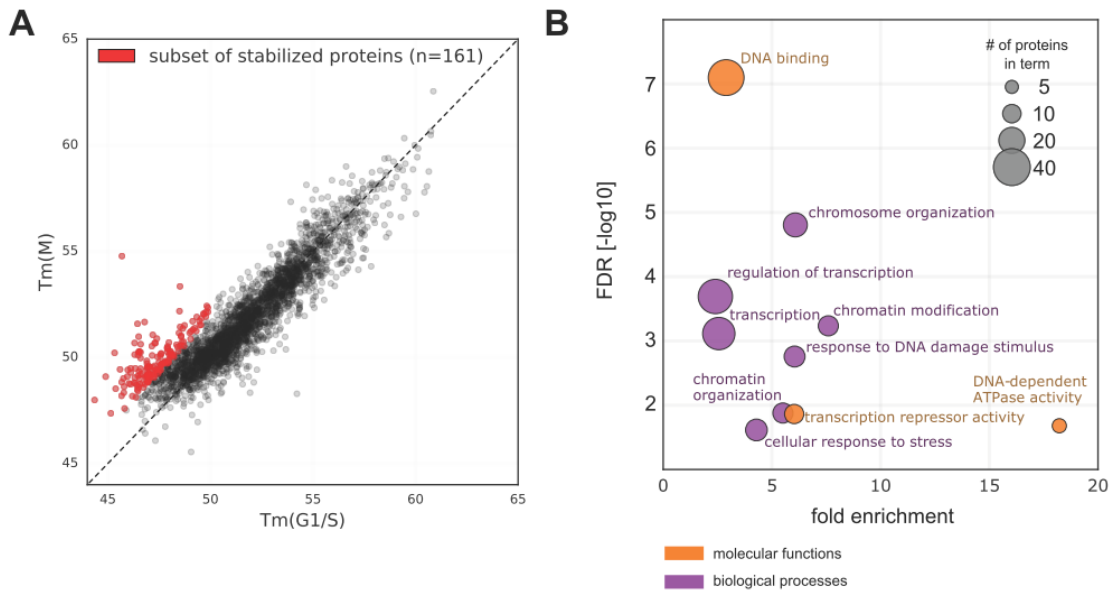 A
65
subset of stabilized proteins (n=161)
60
55
50
45
Tm(M)
45
50
55
60
65
Tm(G1/S)
B
DNA binding
# of proteins
in term
5
10
20
40
7
6
5
4
3
2
FDR [-log10]
chromosome organization
regulation of transcription
transcription
chromatin modification
response to DNA damage stimulus
chromatin
organization
DNA-dependent
ATPase activity
transcription repressor activity
cellular response to stress
0
5
10
15
20
fold enrichment
molecular functions
biological processes